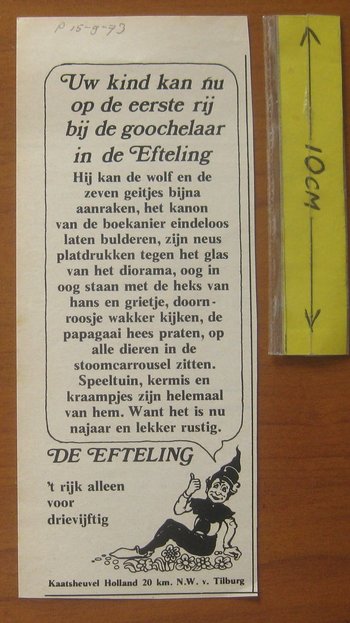 P 15-9-73
Uw kind kan nu
op de eerste rij
bij de goochelaar
in de Efteling
Hij kan de wolf en de
zeven geitjes bijna
aanraken, het kanon
van de boekanier eindeloos
laten bulderen, zijn neus
platdrukken tegen het glas
van het diorama, oog in
oog staan met de heks van
hans en grietje, doorn-
roosje wakker kijken, de
papagaai hees praten, op
alle dieren in de
stoomcarrousel zitten.
Speeltuin, kermis en
kraampjes zijn helemaal
van hem. Want het is nu
najaar en lekker rustig.
DE EFTELING
't rijk alleen
voor
drievijftig
Kaatsheuvel Holland 20 km. N.W. v. Tilburg
10CM